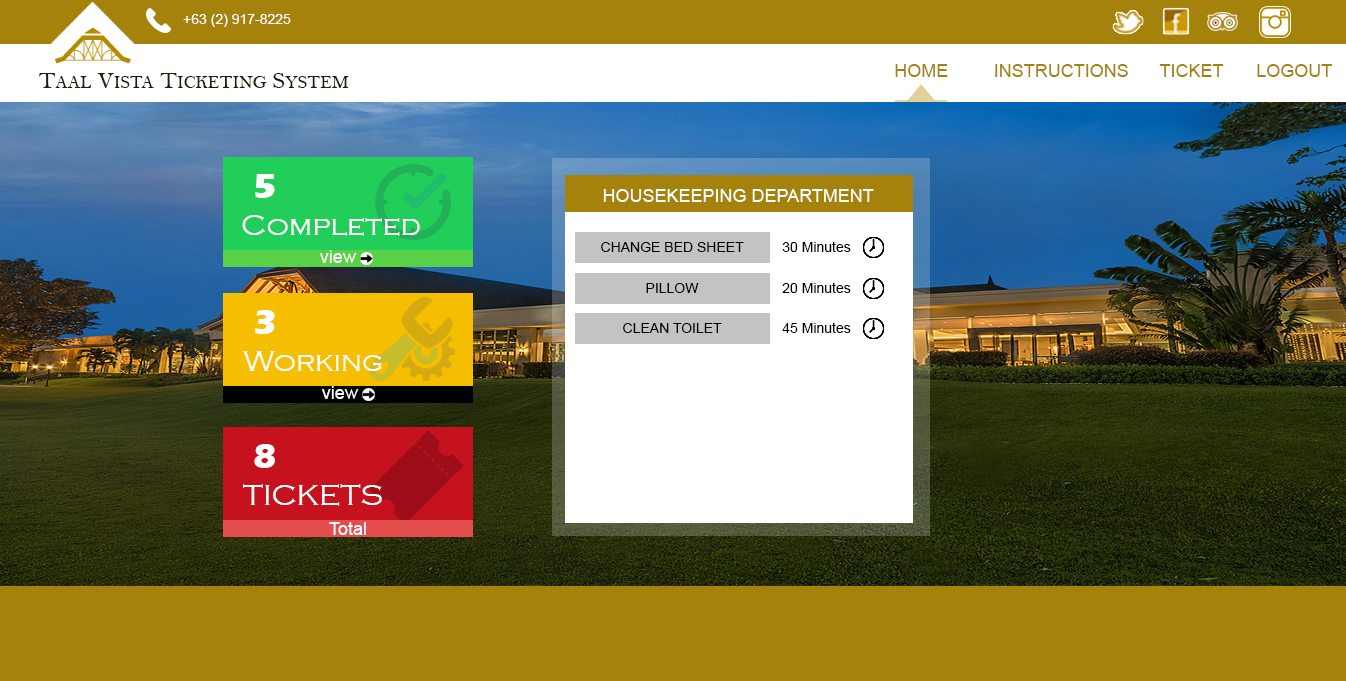 +63 (2) 917-8225
TAAL VISTA TICKETING SYSTEM
HOME INSTRUCTIONS TICKET LOGOUT
5
COMPLETED
view
3
WORKING
view
8
TICKETS
Total
HOUSEKEEPING DEPARTMENT
CHANGE BED SHEET 30 Minutes
PILLOW 20 Minutes
CLEAN TOILET 45 Minutes